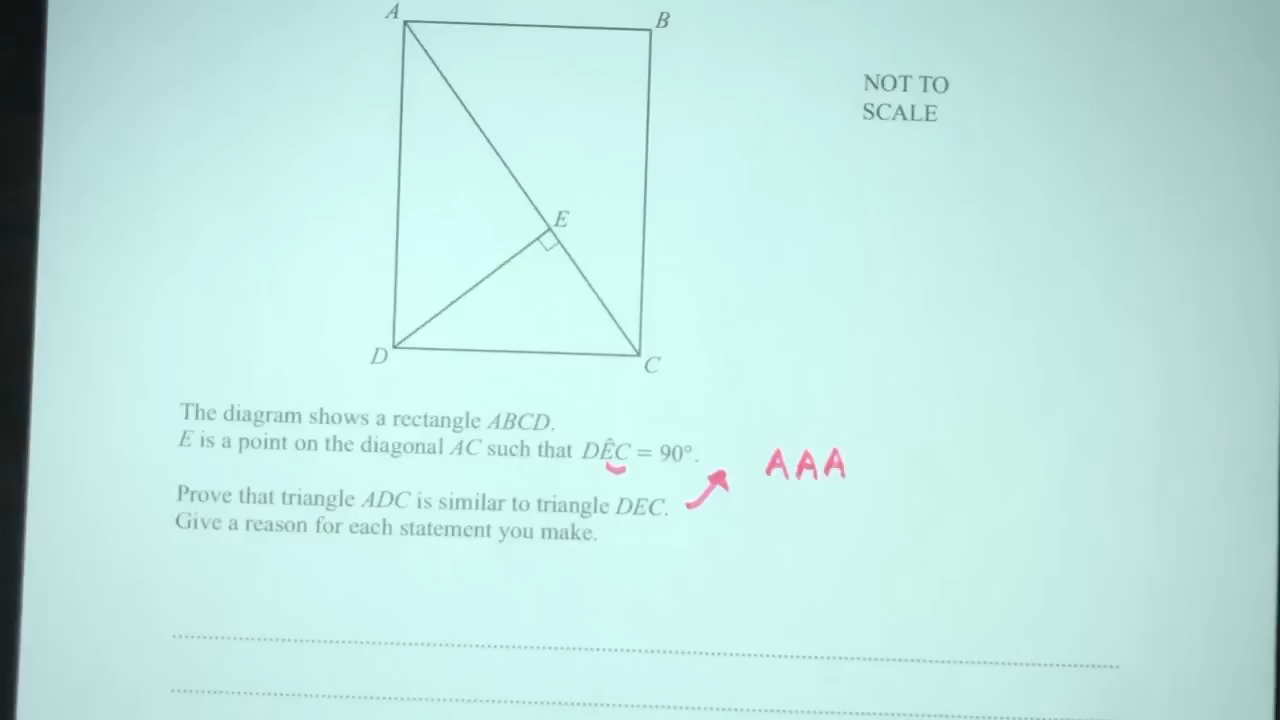 A
B
NOT TO
SCALE
E
D
C
The diagram shows a rectangle ABCD.
E is a point on the diagonal AC such that DÊC = 90°.
AAA
Prove that triangle ADC is similar to triangle DEC.
Give a reason for each statement you make.